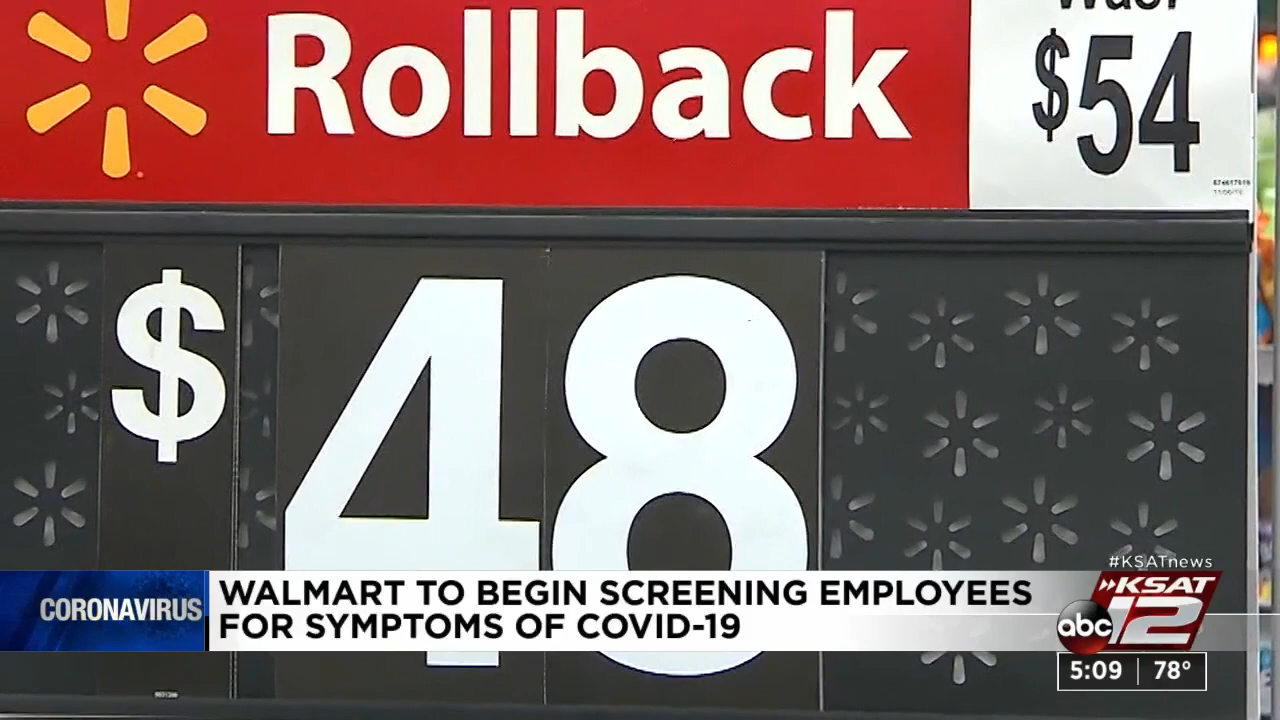 Rollback
$54
$48
#KSATnews
CORONAVIRUS
WALMART TO BEGIN SCREENING EMPLOYEES
FOR SYMPTOMS OF COVID-19
KSAT
abc 12
5:09 78°